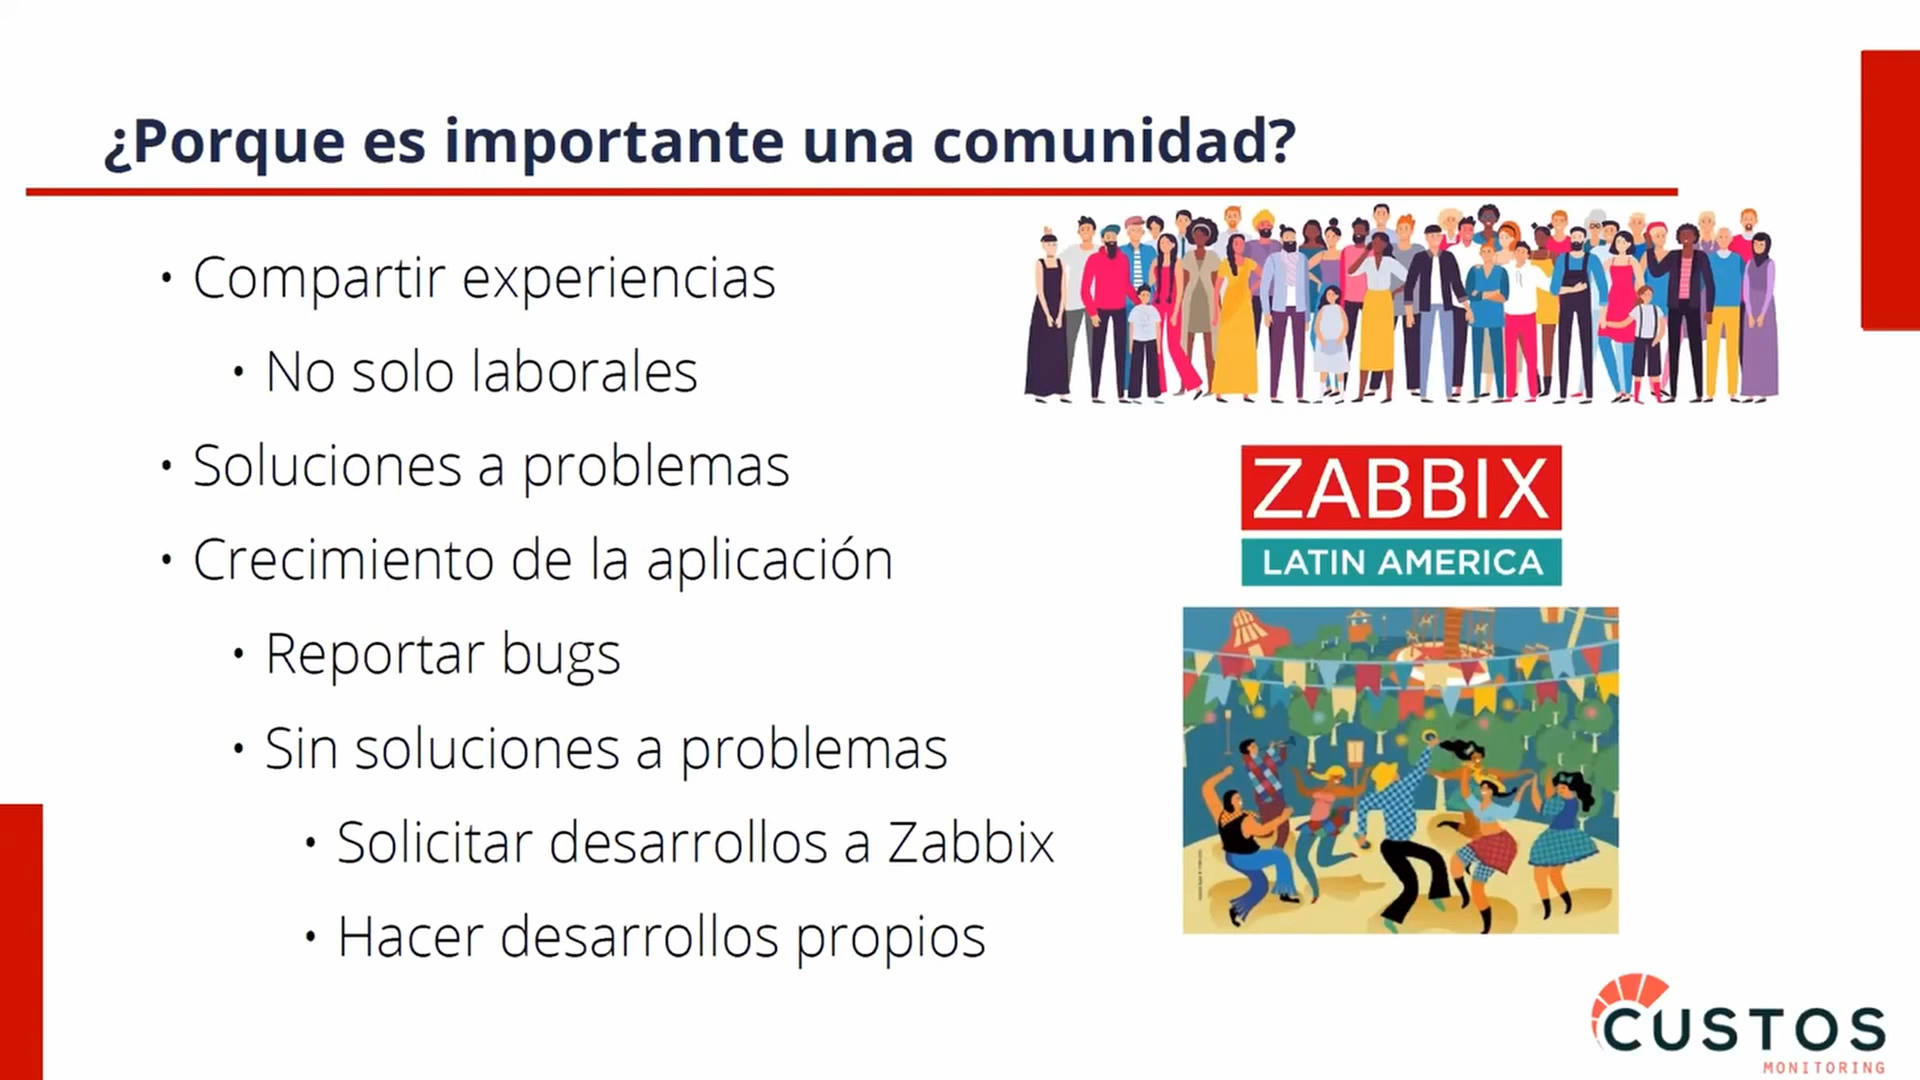 ¿Porque es importante una comunidad?
• Compartir experiencias
• No solo laborales
• Soluciones a problemas
• Crecimiento de la aplicación
• Reportar bugs
• Sin soluciones a problemas
• Solicitar desarrollos a Zabbix
• Hacer desarrollos propios
ZABBIX
LATIN AMERICA
CUSTOS
MONITORING